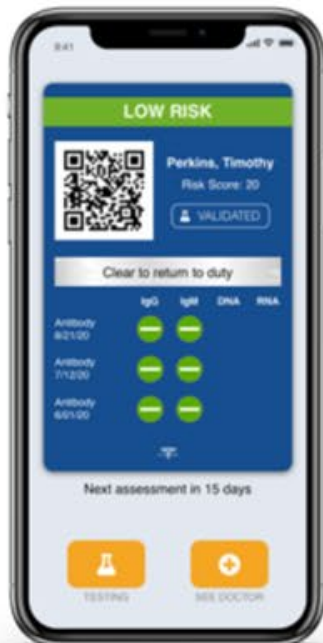 9:41
LOW RISK
Perkins, Timothy
Risk Score: 20
VALIDATED
Clear to return to duty
IgG IgM DNA RNA
Antibody
8/21/20
Antibody
7/12/20
Antibody
6/01/20
Next assessment in 15 days
TESTING
SEE DOCTOR